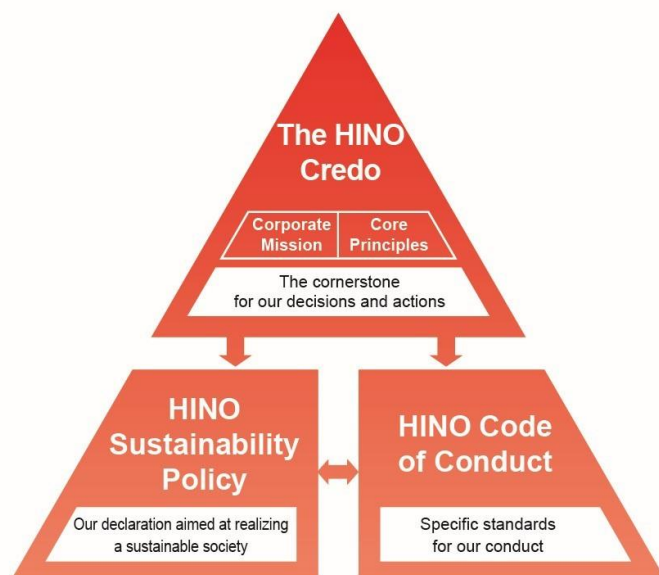 The HINO
Credo
Corporate
Mission
Core
Principles
The cornerstone
for our decisions and actions
HINO
Sustainability
Policy
Our declaration aimed at realizing
a sustainable society
HINO Code
of Conduct
Specific standards
for our conduct